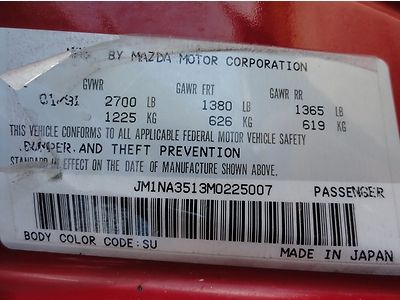 BY MAZDA MOTOR CORPORATION
GVWR GAWR FRT GAWR RR
01/91 2700 LB 1380 LB 1365 LB
1225 KG 626 KG 619 KG
THIS VEHICLE CONFORMS TO ALL APPLICABLE FEDERAL MOTOR VEHICLE SAFETY
,BUMPER,AND THEFT PREVENTION
STANDARD IN EFFECT ON THE DATE OF MANUFACTURE SHOWN ABOVE.
JM1NA3513M0225007 PASSENGER
BODY COLOR CODE:SU MADE IN JAPAN